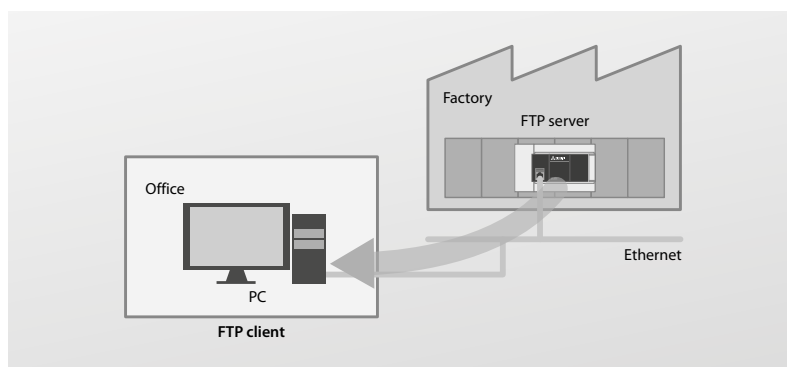 Factory
FTP server
Office
Ethernet
PC
FTP client